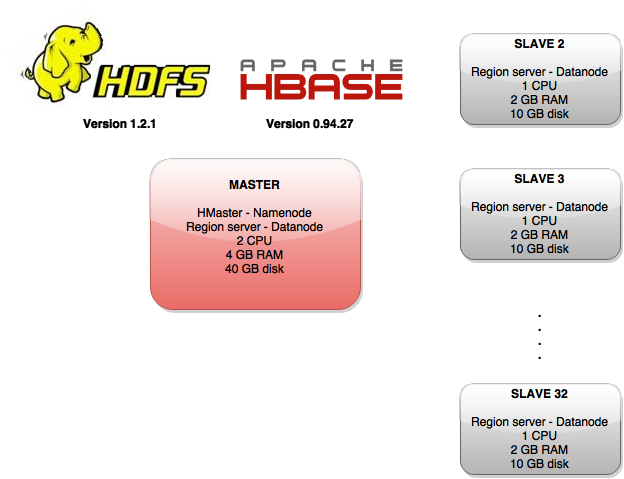 HDFS
APACHE
HBASE
Version 1.2.1
Version 0.94.27
MASTER
HMaster - Namenode
Region server - Datanode
2 CPU
4 GB RAM
40 GB disk
SLAVE 2
Region server - Datanode
1 CPU
2 GB RAM
10 GB disk
SLAVE 3
Region server - Datanode
1 CPU
2 GB RAM
10 GB disk
.
.
.
.
SLAVE 32
Region server - Datanode
1 CPU
2 GB RAM
10 GB disk